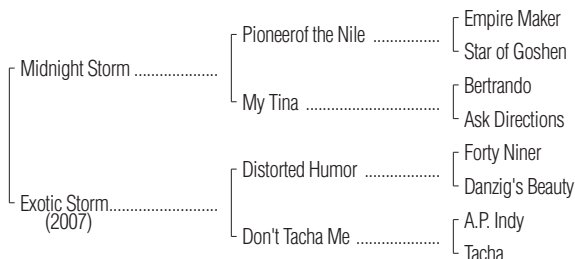 Empire Maker
Pioneerof the Nile ................
Star of Goshen
Midnight Storm ....................
Bertrando
My Tina ................................
Ask Directions
Forty Niner
Distorted Humor ..................
Danzig's Beauty
Exotic Storm..........................
(2007)
A.P. Indy
Don't Tacha Me ....................
Tacha